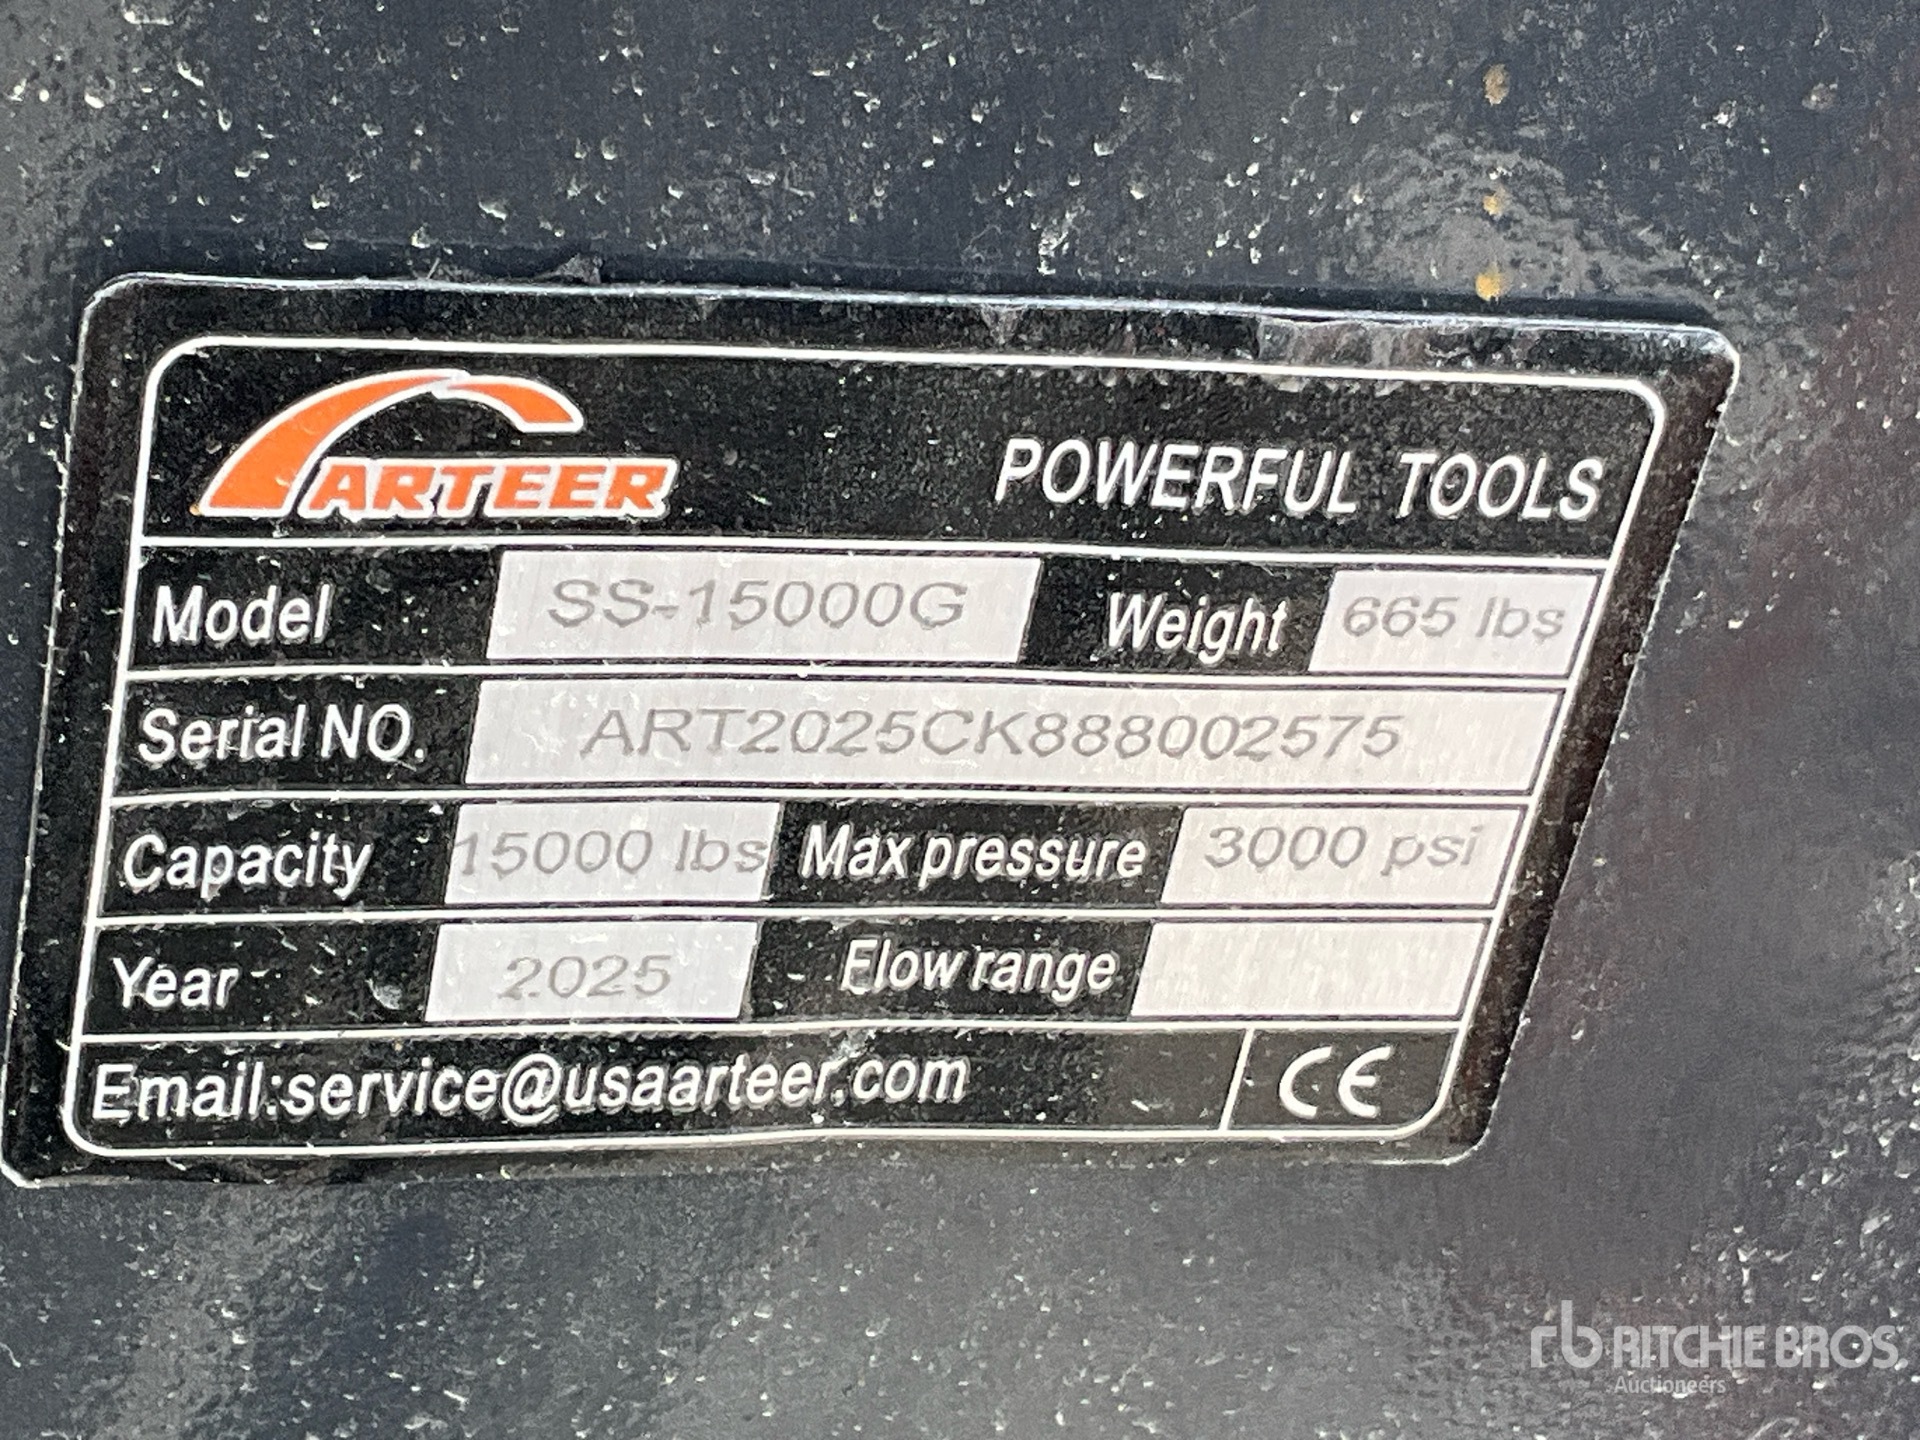 ARTEER POWERFUL TOOLS
Model SS-15000G Weight 665 lbs
Serial NO. ART2025CK888002575
Capacity 15000 lbs Max pressure 3000 psi
Year 2025 Flow range
Email:service@usaarteer.com CE
rb RITCHIE BROS
Auctioneers